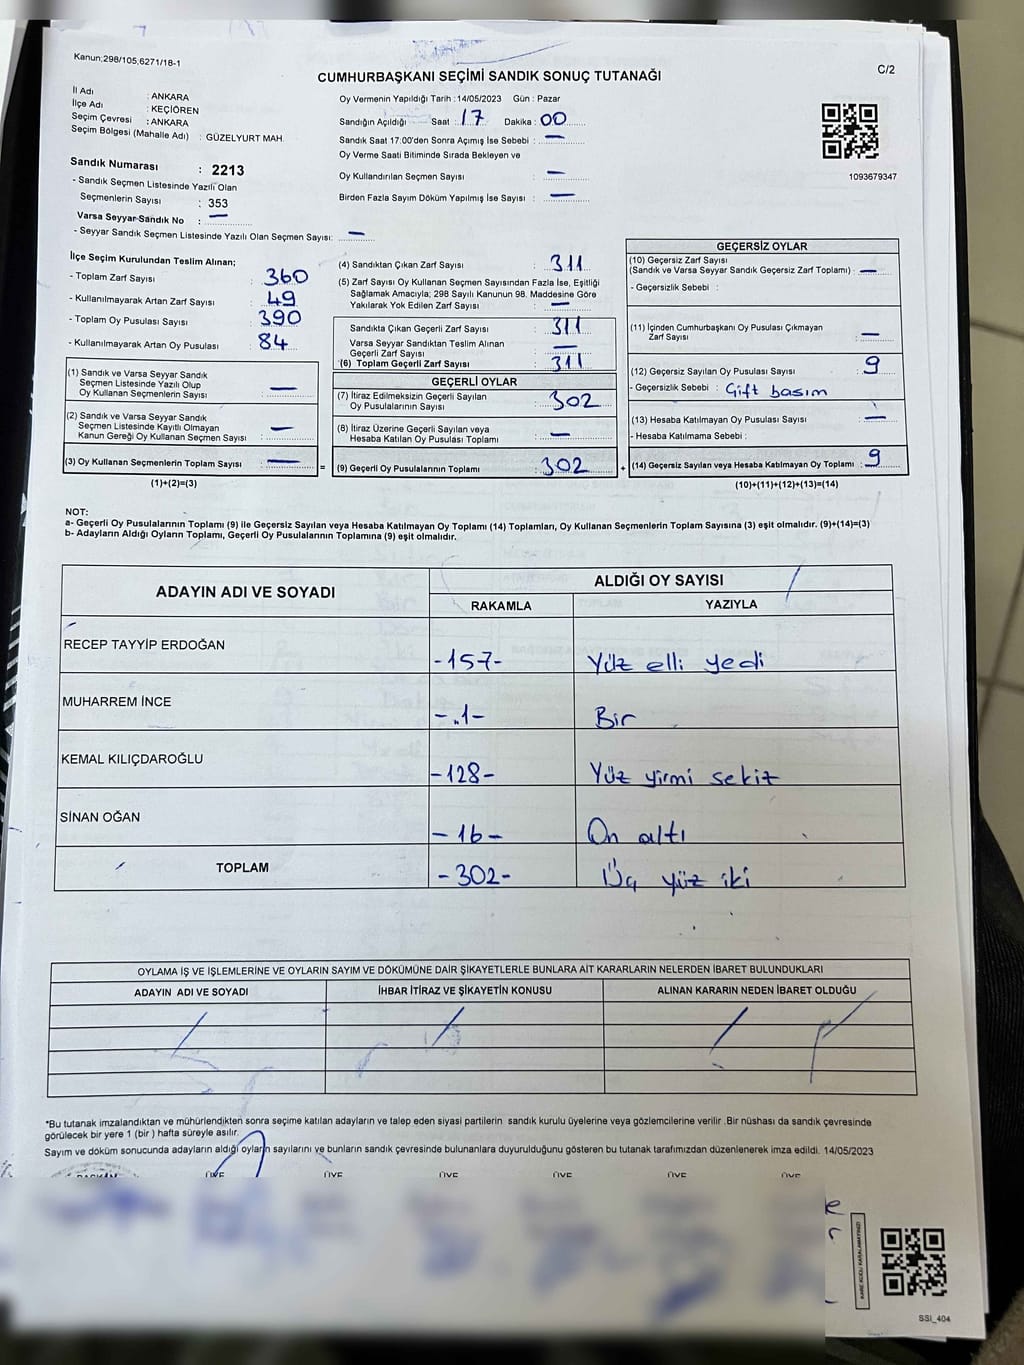 Kanun;298/105,6271/18-1
C/2
CUMHURBAŞKANI SEÇİMİ SANDIK SONUÇ TUTANAĞI
İl Adı : ANKARA
İlçe Adı : KEÇİÖREN
Seçim Çevresi : ANKARA
Seçim Bölgesi (Mahalle Adı) : GÜZELYURT MAH.
Sandık Numarası : 2213
- Sandık Seçmen Listesinde Yazılı Olan
Seçmenlerin Sayısı : 353
Varsa Seyyar Sandık No : —
- Seyyar Sandık Seçmen Listesinde Yazılı Olan Seçmen Sayısı: —
Oy Vermenin Yapıldığı Tarih :14/05/2023 Gün : Pazar
Sandığın Açıldığı Saat : 17 Dakika : 00
Sandık Saat 17:00'den Sonra Açımış İse Sebebi : —
Oy Verme Saati Bitiminde Sırada Bekleyen ve
Oy Kullandırılan Seçmen Sayısı : —
Birden Fazla Sayım Döküm Yapılmış İse Sayısı : —
1093679347
İlçe Seçim Kurulundan Teslim Alınan;
- Toplam Zarf Sayısı : 360
- Kullanılmayarak Artan Zarf Sayısı : 49
- Toplam Oy Pusulası Sayısı : 390
- Kullanılmayarak Artan Oy Pusulası : 84
(1) Sandık ve Varsa Seyyar Sandık
Seçmen Listesinde Yazılı Olup
Oy Kullanan Seçmenlerin Sayısı : —
(2) Sandık ve Varsa Seyyar Sandık
Seçmen Listesinde Kayıtlı Olmayan
Kanun Gereği Oy Kullanan Seçmen Sayısı : —
(3) Oy Kullanan Seçmenlerin Toplam Sayısı : —
(1)+(2)=(3)
=
(4) Sandıktan Çıkan Zarf Sayısı : 311
(5) Zarf Sayısı Oy Kullanan Seçmen Sayısından Fazla İse, Eşitliği
Sağlamak Amacıyla; 298 Sayılı Kanunun 98. Maddesine Göre
Yakılarak Yok Edilen Zarf Sayısı : —
Sandıkta Çıkan Geçerli Zarf Sayısı : 311
Varsa Seyyar Sandıktan Teslim Alınan
Geçerli Zarf Sayısı : —
(6) Toplam Geçerli Zarf Sayısı : 311
GEÇERLİ OYLAR
(7) İtiraz Edilmeksizin Geçerli Sayılan
Oy Pusulalarının Sayısı : 302
(8) İtiraz Üzerine Geçerli Sayılan veya
Hesaba Katılan Oy Pusulası Toplamı : —
(9) Geçerli Oy Pusulalarının Toplamı : 302
+
GEÇERSİZ OYLAR
(10) Geçersiz Zarf Sayısı
(Sandık ve Varsa Seyyar Sandık Geçersiz Zarf Toplamı) : —
- Geçersizlik Sebebi :
(11) İçinden Cumhurbaşkanı Oy Pusulası Çıkmayan
Zarf Sayısı : —
(12) Geçersiz Sayılan Oy Pusulası Sayısı : 9
- Geçersizlik Sebebi : Gift basım
(13) Hesaba Katılmayan Oy Pusulası Sayısı : —
- Hesaba Katılmama Sebebi :
(14) Geçersiz Sayılan veya Hesaba Katılmayan Oy Toplamı : 9
(10)+(11)+(12)+(13)=(14)
NOT:
a- Geçerli Oy Pusulalarının Toplamı (9) ile Geçersiz Sayılan veya Hesaba Katılmayan Oy Toplamı (14) Toplamları, Oy Kullanan Seçmenlerin Toplam Sayısına (3) eşit olmalıdır. (9)+(14)=(3)
b- Adayların Aldığı Oyların Toplamı, Geçerli Oy Pusulalarının Toplamına (9) eşit olmalıdır.
ADAYIN ADI VE SOYADI
ALDIĞI OY SAYISI
RAKAMLA YAZIYLA
RECEP TAYYİP ERDOĞAN -157- Yüz elli yedi
MUHARREM İNCE -.1- Bir
KEMAL KILIÇDAROĞLU -128- Yüz yirmi sekiz
SİNAN OĞAN -16- On altı
TOPLAM -302- Üç yüz iki
OYLAMA İŞ VE İŞLEMLERİNE VE OYLARIN SAYIM VE DÖKÜMÜNE DAİR ŞİKAYETLERLE BUNLARA AİT KARARLARIN NELERDEN İBARET BULUNDUKLARI
ADAYIN ADI VE SOYADI İHBAR İTİRAZ VE ŞİKAYETİN KONUSU ALINAN KARARIN NEDEN İBARET OLDUĞU
*Bu tutanak imzalandıktan ve mühürlendikten sonra seçime katılan adayların ve talep eden siyasi partilerin sandık kurulu üyelerine veya gözlemcilerine verilir .Bir nüshası da sandık çevresinde
görülecek bir yere 1 (bir ) hafta süreyle asılır.
Sayım ve döküm sonucunda adayların aldığı oyların sayılarını ve bunların sandık çevresinde bulunanlara duyurulduğunu gösteren bu tutanak tarafımızdan düzenlenerek imza edildi. 14/05/2023
BAŞKAN ÜYE ÜYE ÜYE ÜYE ÜYE ÜYE
KARE KODU KARALAMAYINIZ!
SSI_404